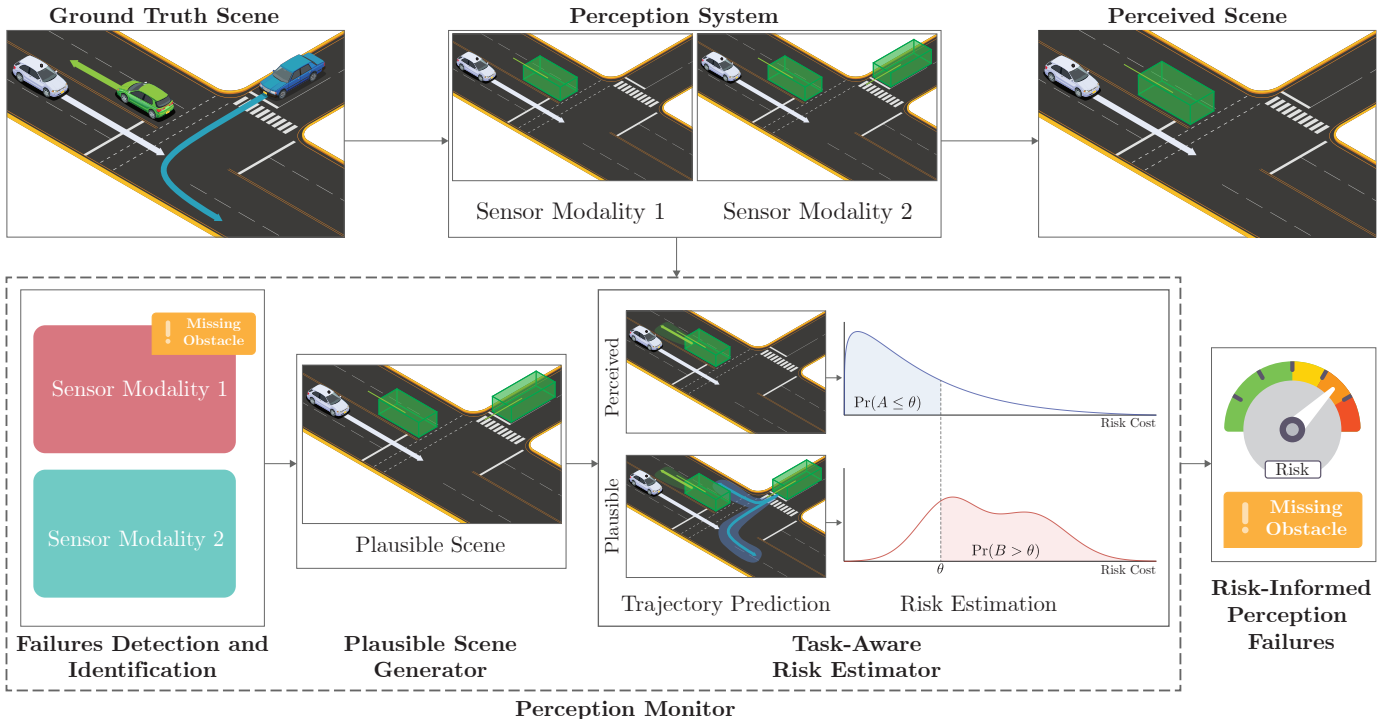 Ground Truth Scene
Perception System
Perceived Scene
Sensor Modality 1
Sensor Modality 2
Missing
Obstacle
Sensor Modality 1
Sensor Modality 2
Failures Detection and
Identification
Plausible Scene
Plausible Scene
Generator
Perceived
Plausible
Trajectory Prediction
Pr(A ≤ θ)
Risk Cost
Pr(B > θ)
θ
Risk Cost
Risk Estimation
Task-Aware
Risk Estimator
Risk
Missing
Obstacle
Risk-Informed
Perception
Failures
Perception Monitor